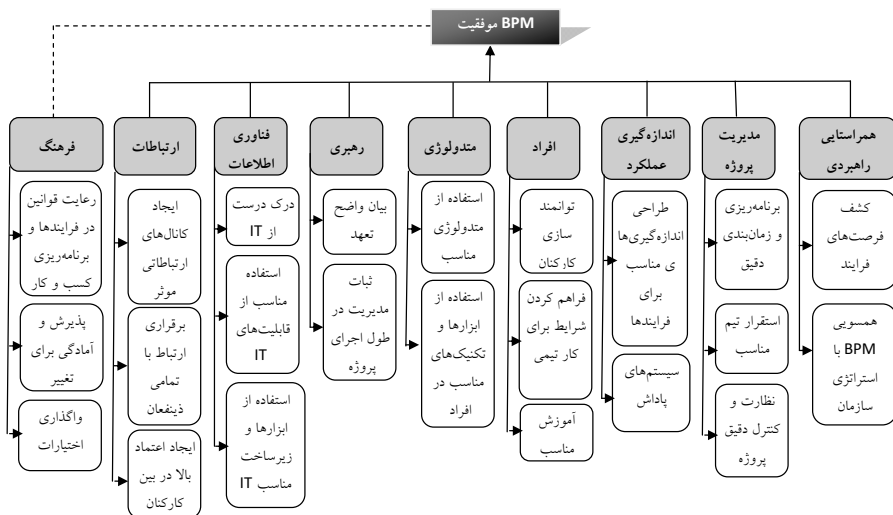 موفقیت BPM
همراستایی
راهبردی
مدیریت
پروژه
اندازه‌گیری
عملکرد
افراد
متدولوژی
رهبری
فناوری
اطلاعات
ارتباطات
فرهنگ
کشف
فرصت‌های
فرایند
همسویی
BPM با
استراتژی
سازمان
برنامه‌ریزی
و زمان‌بندی
دقیق
استقرار تیم
مناسب
نظارت و
کنترل دقیق
پروژه
طراحی
اندازه‌گیری‌ها
ی مناسب
برای
فرایندها
سیستم‌های
پاداش
توانمند
سازی
کارکنان
فراهم کردن
شرایط برای
کار تیمی
آموزش
مناسب
استفاده از
متدولوژی
مناسب
استفاده از
ابزارها و
تکنیک‌های
مناسب در
افراد
بیان واضح
تعهد
ثبات
مدیریت در
طول اجرای
پروژه
درک درست
از IT
استفاده
مناسب از
قابلیت‌های
IT
استفاده از
ابزارها و
زیرساخت
مناسب IT
ایجاد
کانال‌های
ارتباطاتی
موثر
برقراری
ارتباط با
تمامی
ذینفعان
ایجاد اعتماد
بالا در بین
کارکنان
رعایت قوانین
در فرایندها و
برنامه‌ریزی
کسب و کار
پذیرش و
آمادگی برای
تغییر
واگذاری
اختیارات